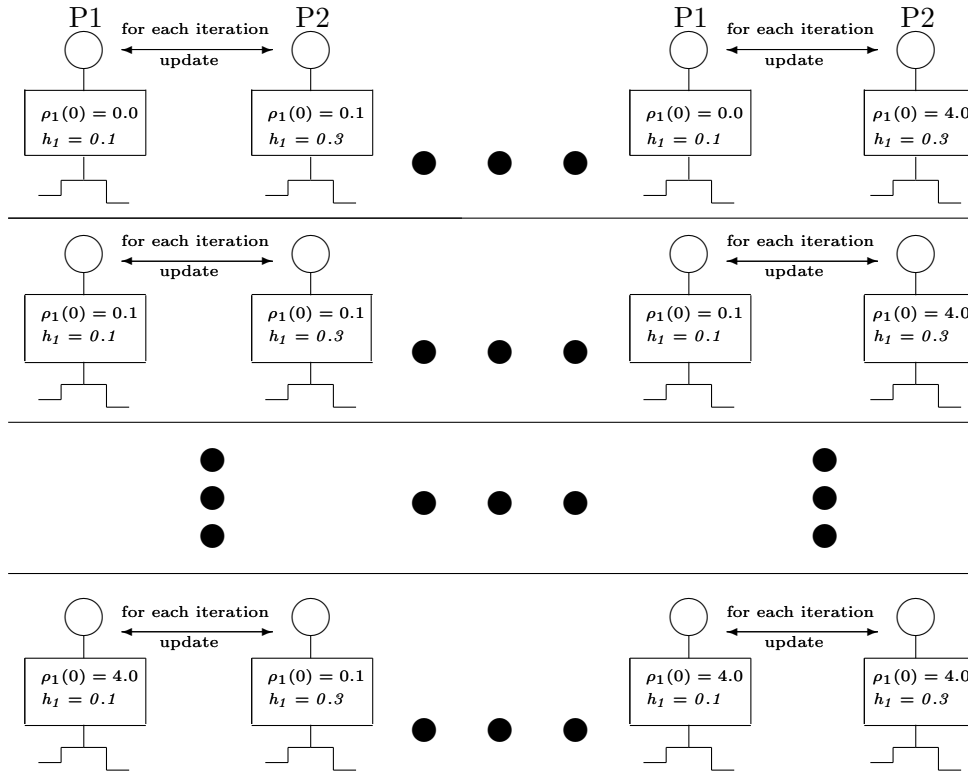 P1 P2 P1 P2
for each iteration for each iteration
update update
ρ₁(0) = 0.0 ρ₁(0) = 0.1 ρ₁(0) = 0.0 ρ₁(0) = 4.0
h₁ = 0.1 h₁ = 0.3 h₁ = 0.1 h₁ = 0.3
for each iteration for each iteration
update update
ρ₁(0) = 0.1 ρ₁(0) = 0.1 ρ₁(0) = 0.1 ρ₁(0) = 4.0
h₁ = 0.1 h₁ = 0.3 h₁ = 0.1 h₁ = 0.3
for each iteration for each iteration
update update
ρ₁(0) = 4.0 ρ₁(0) = 0.1 ρ₁(0) = 4.0 ρ₁(0) = 4.0
h₁ = 0.1 h₁ = 0.3 h₁ = 0.1 h₁ = 0.3